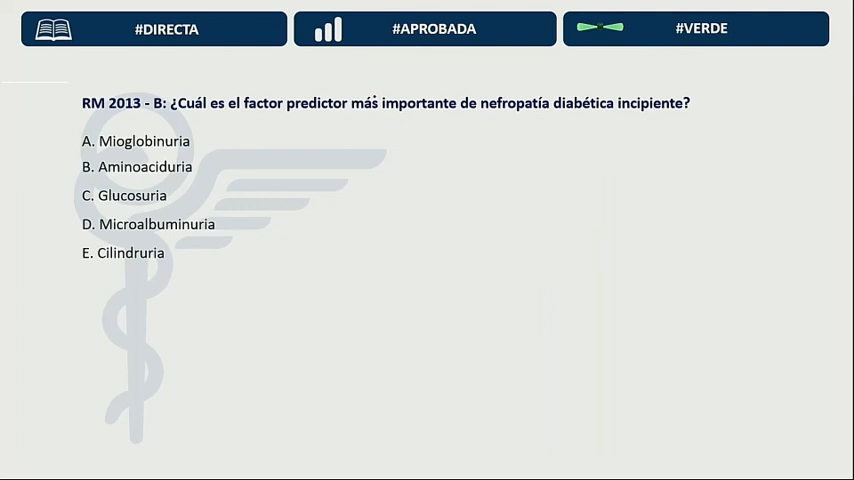 #DIRECTA
#APROBADA
#VERDE
RM 2013 - B: ¿Cuál es el factor predictor más importante de nefropatía diabética incipiente?
A. Mioglobinuria
B. Aminoaciduria
C. Glucosuria
D. Microalbuminuria
E. Cilindruria